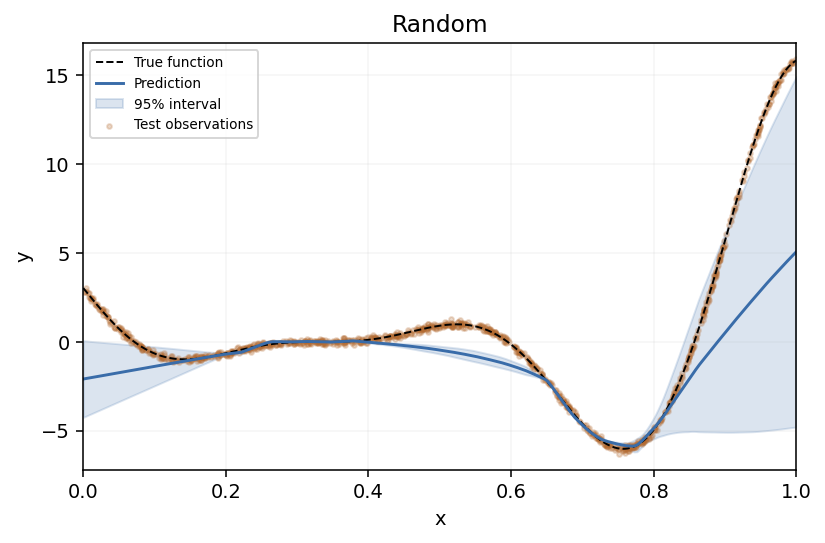 Random
True function
Prediction
95% interval
Test observations
15
10
5
0
−5
y
0.0 0.2 0.4 0.6 0.8 1.0
x